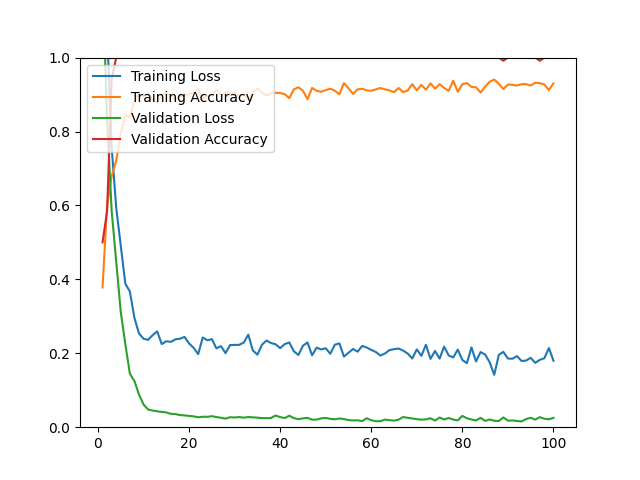 1.0
0.8
0.6
0.4
0.2
0.0
Training Loss
Training Accuracy
Validation Loss
Validation Accuracy
0 20 40 60 80 100